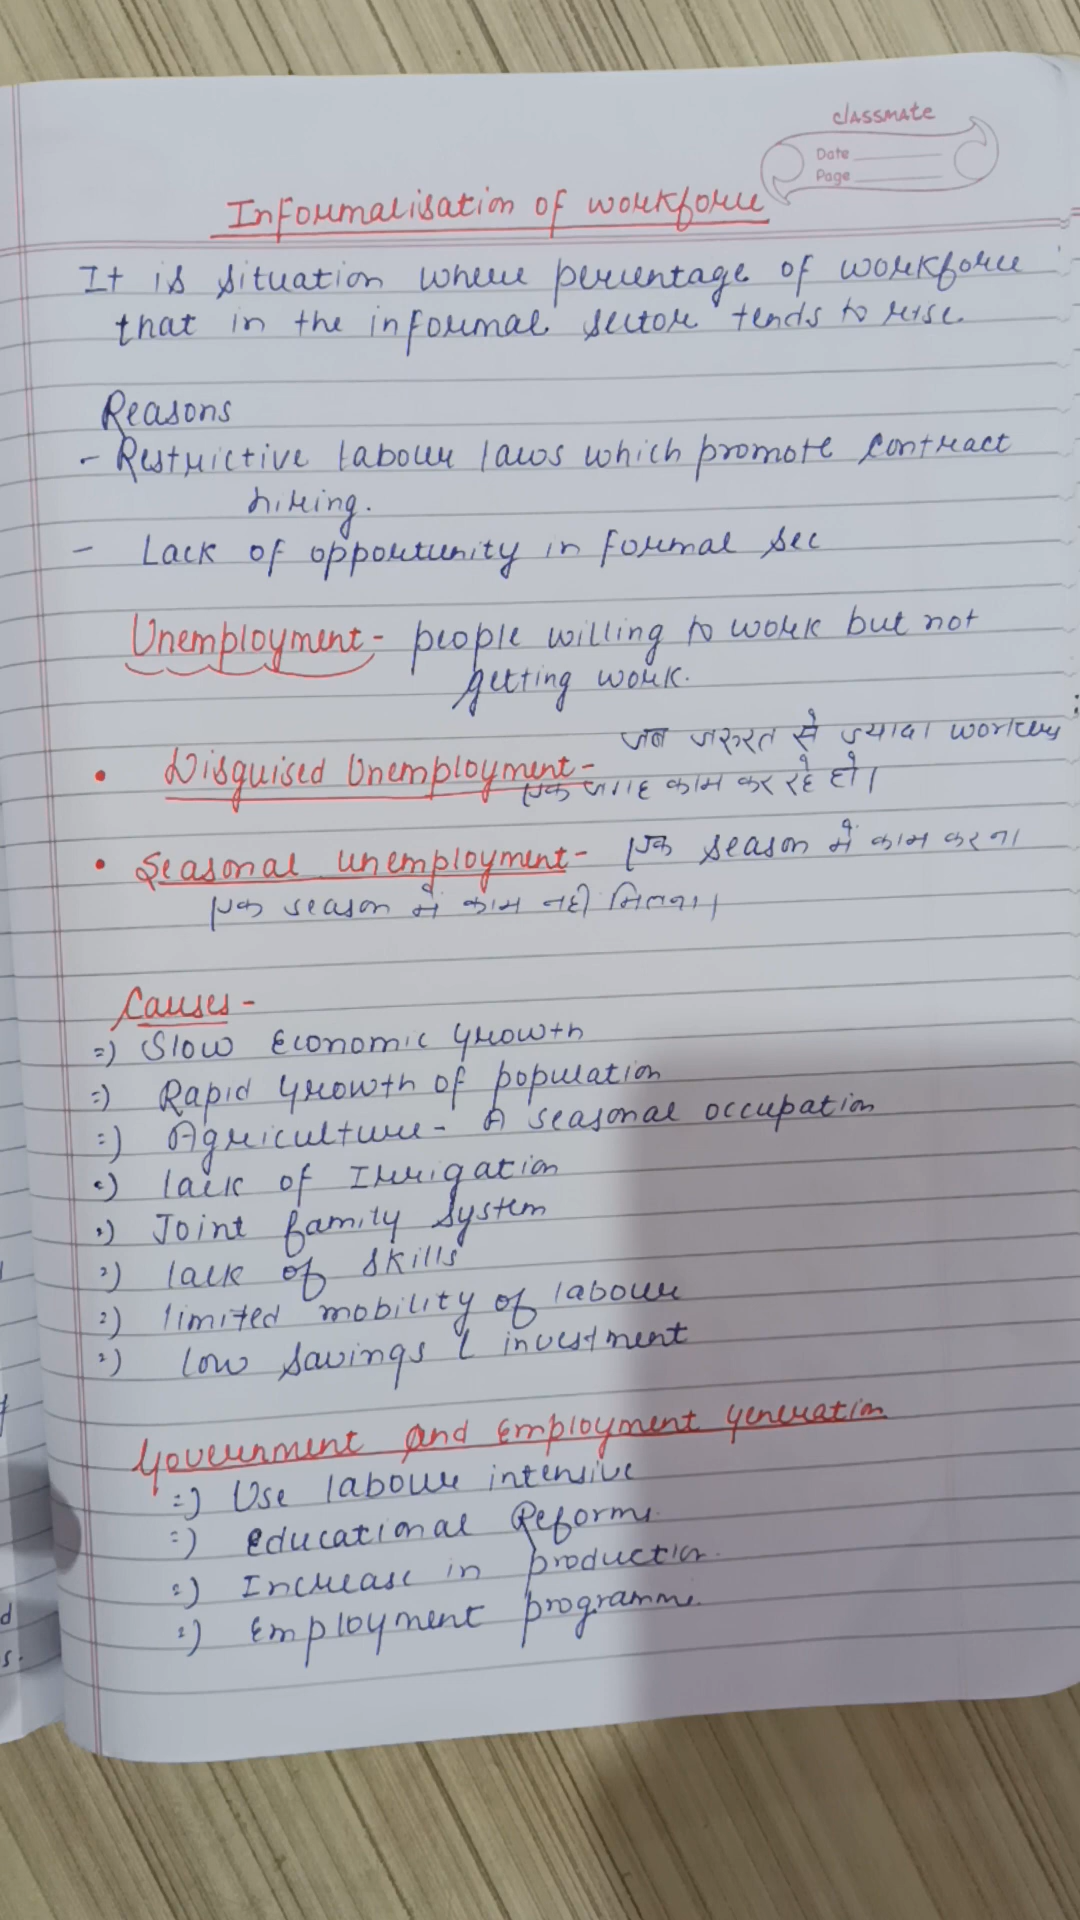 classmate
Date
Page
Informalisation of workforce
It is situation where percentage of workforce
that in the informal sector tends to rise.
Reasons
- Restrictive labour laws which promote contract
hiring.
- Lack of opportunity in formal sec
Unemployment - people willing to work but not
getting work.
जब जरुरत से ज्यादा workers
• Disguised Unemployment -
एक जगह काम कर रहे हो।
• Seasonal unemployment - एक season में काम करना
एक season में काम नही मिलना।
Causes -
=) Slow Economic Growth
=) Rapid Growth of population
=) Agriculture - A seasonal occupation
=) lack of Irrigation
=) Joint family System
=) lack of skills
=) limited mobility of labour
=) low savings & investment
Government and Employment generation
=) Use labour intensive
=) Educational Reforms
=) Increase in production.
=) Employment programme.
d
s.